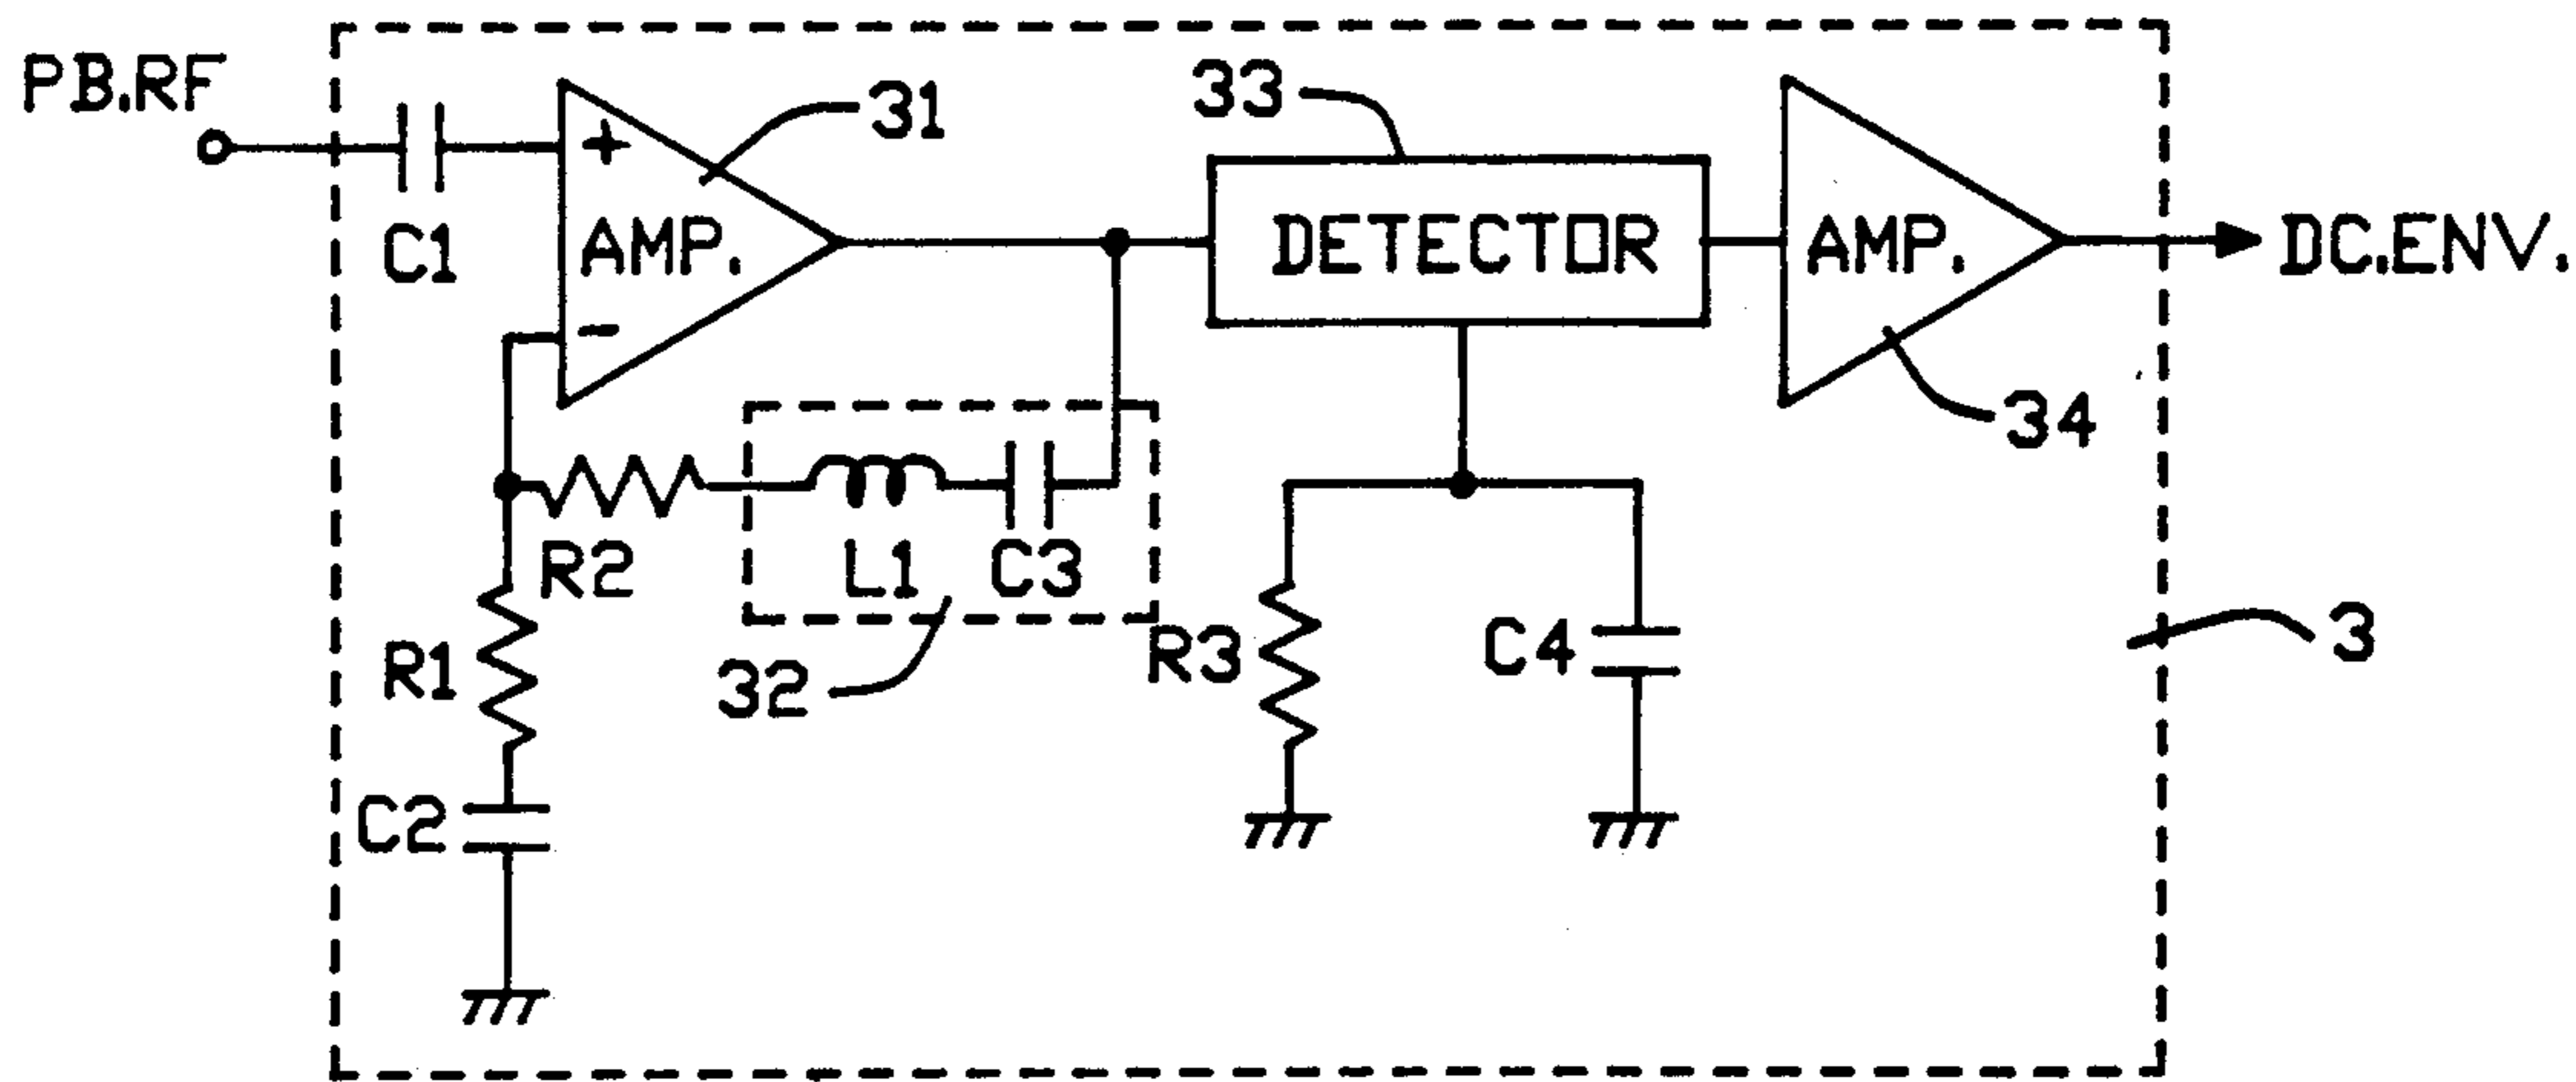 PB.RF
C1
+
AMP.
-
31
33
DETECTOR
AMP.
DC.ENV.
34
R2
L1
C3
32
R1
C2
R3
C4
3